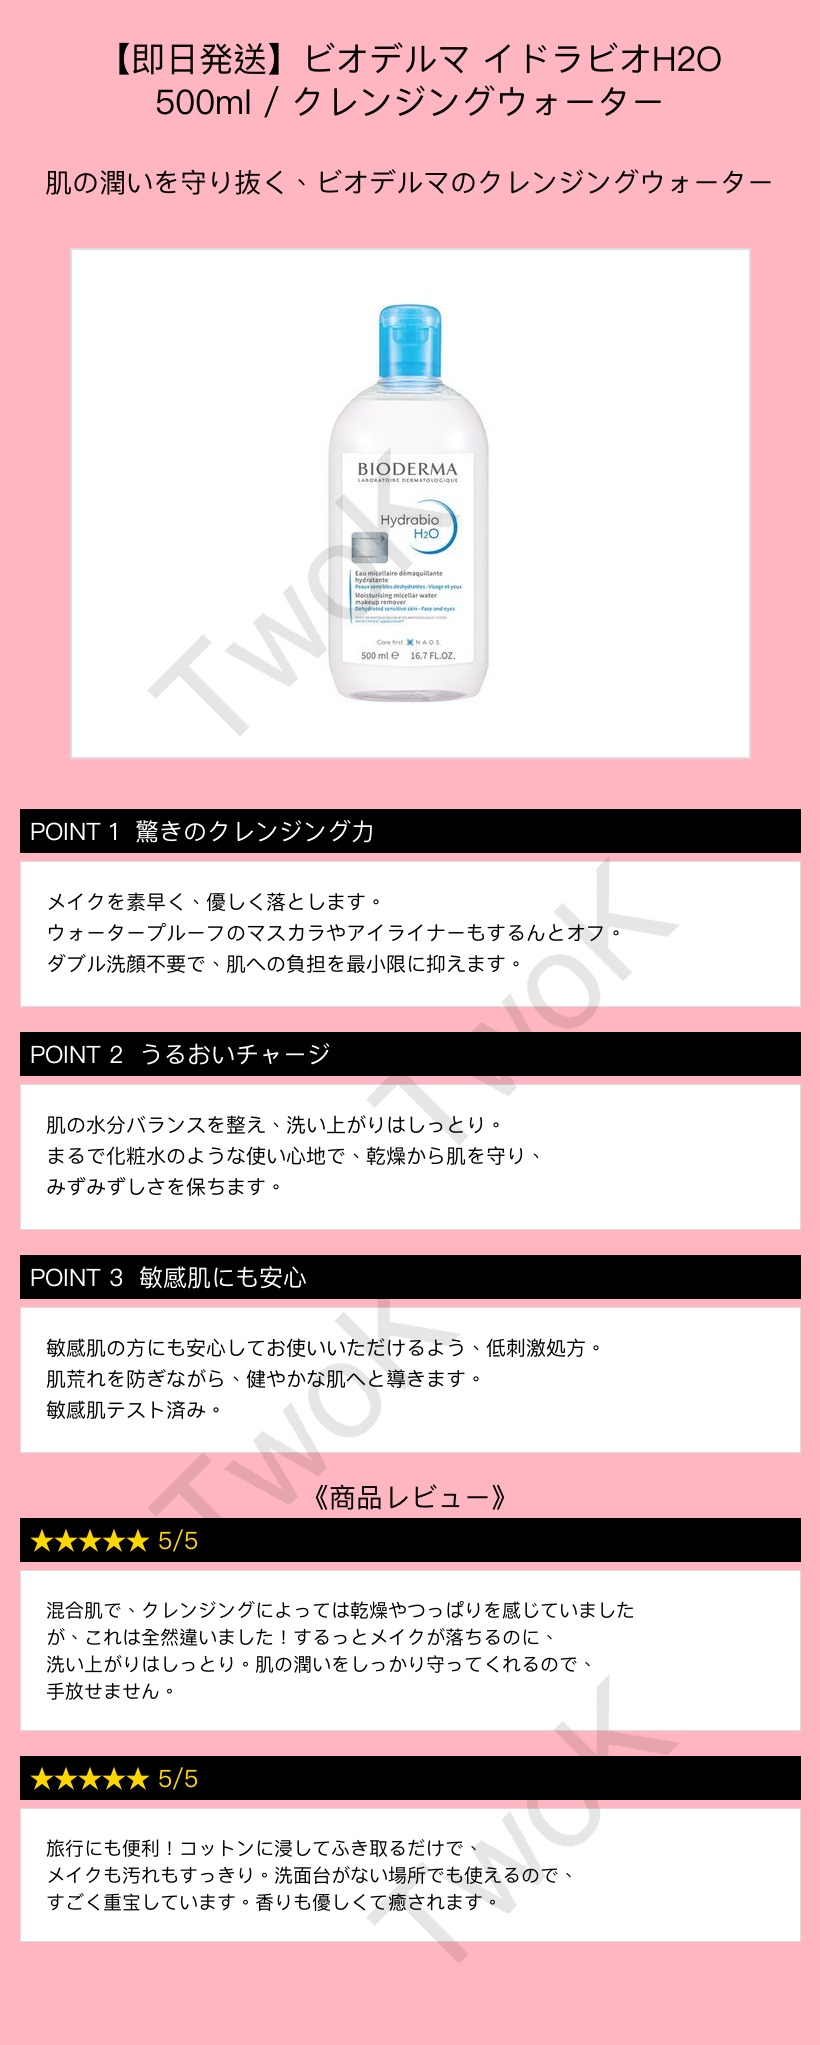 【即日発送】ビオデルマ イドラビオH2O
500ml / クレンジングウォーター
肌の潤いを守り抜く、ビオデルマのクレンジングウォーター
BIODERMA
LABORATOIRE DERMATOLOGIQUE
Hydrabio
H2O
Eau micellaire démaquillante
hydratante
Peaux sensibles déshydratées - Visage et yeux
Moisturising micellar water
makeup remover
Dehydrated sensitive skin - Face and eyes
Care first NAOS
500 ml ℮ 16.7 FL.OZ.
TwoK
POINT 1 驚きのクレンジング力
メイクを素早く、優しく落とします。
ウォータープルーフのマスカラやアイライナーもするんとオフ。
ダブル洗顔不要で、肌への負担を最小限に抑えます。
TwoK
POINT 2 うるおいチャージ
肌の水分バランスを整え、洗い上がりはしっとり。
まるで化粧水のような使い心地で、乾燥から肌を守り、
みずみずしさを保ちます。
POINT 3 敏感肌にも安心
敏感肌の方にも安心してお使いいただけるよう、低刺激処方。
肌荒れを防ぎながら、健やかな肌へと導きます。
敏感肌テスト済み。
TwoK
《商品レビュー》
★★★★★ 5/5
混合肌で、クレンジングによっては乾燥やつっぱりを感じていました
が、これは全然違いました！するっとメイクが落ちるのに、
洗い上がりはしっとり。肌の潤いをしっかり守ってくれるので、
手放せません。
★★★★★ 5/5
旅行にも便利！コットンに浸してふき取るだけで、
メイクも汚れもすっきり。洗面台がない場所でも使えるので、
すごく重宝しています。香りも優しくて癒されます。
TwoK